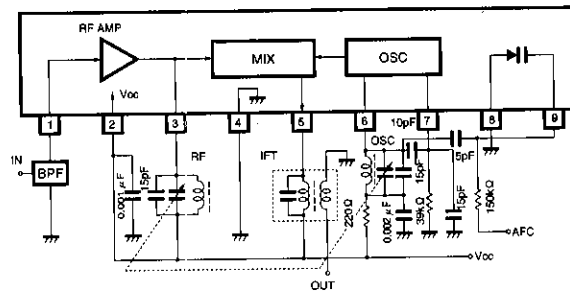 RF AMP
MIX
OSC
Vcc
1
2
3
4
5
6
7
8
9
10pF
IN
BPF
RF
IFT
OSC
5pF
0.001μF
15pF
220Ω
0.002μF
15pF
39kΩ
15pF
150kΩ
AFC
Vcc
OUT